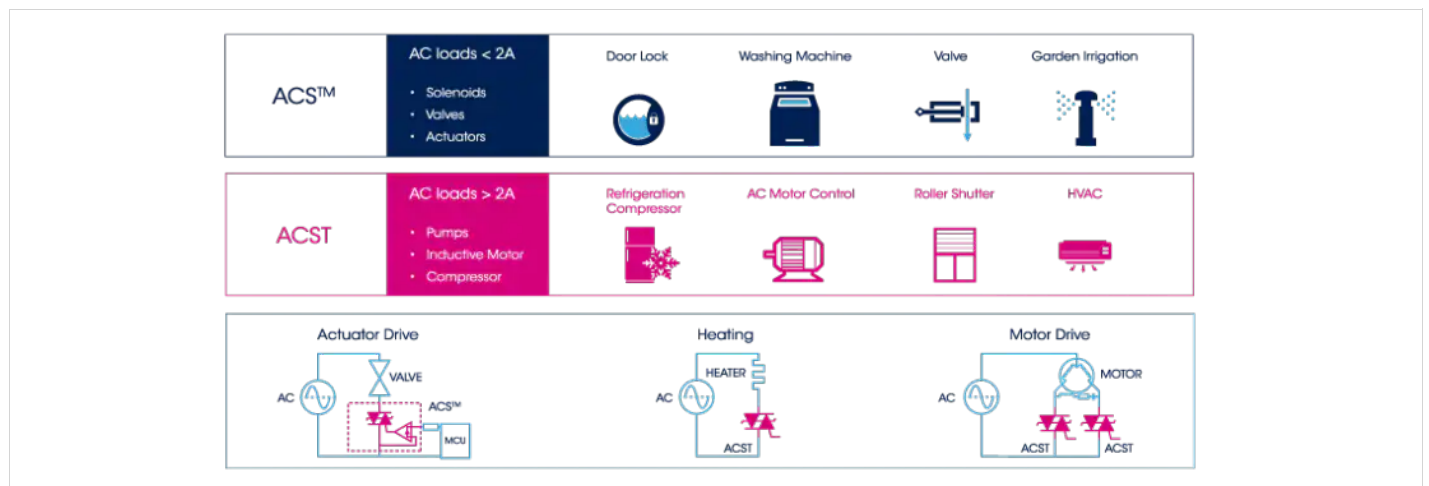 ACS™
AC loads < 2A
• Solenoids
• Valves
• Actuators
Door Lock
Washing Machine
Valve
Garden Irrigation
ACST
AC loads > 2A
• Pumps
• Inductive Motor
• Compressor
Refrigeration
Compressor
AC Motor Control
Roller Shutter
HVAC
Actuator Drive
AC
VALVE
ACS™
MCU
Heating
HEATER
AC
ACST
Motor Drive
AC
MOTOR
ACST
ACST